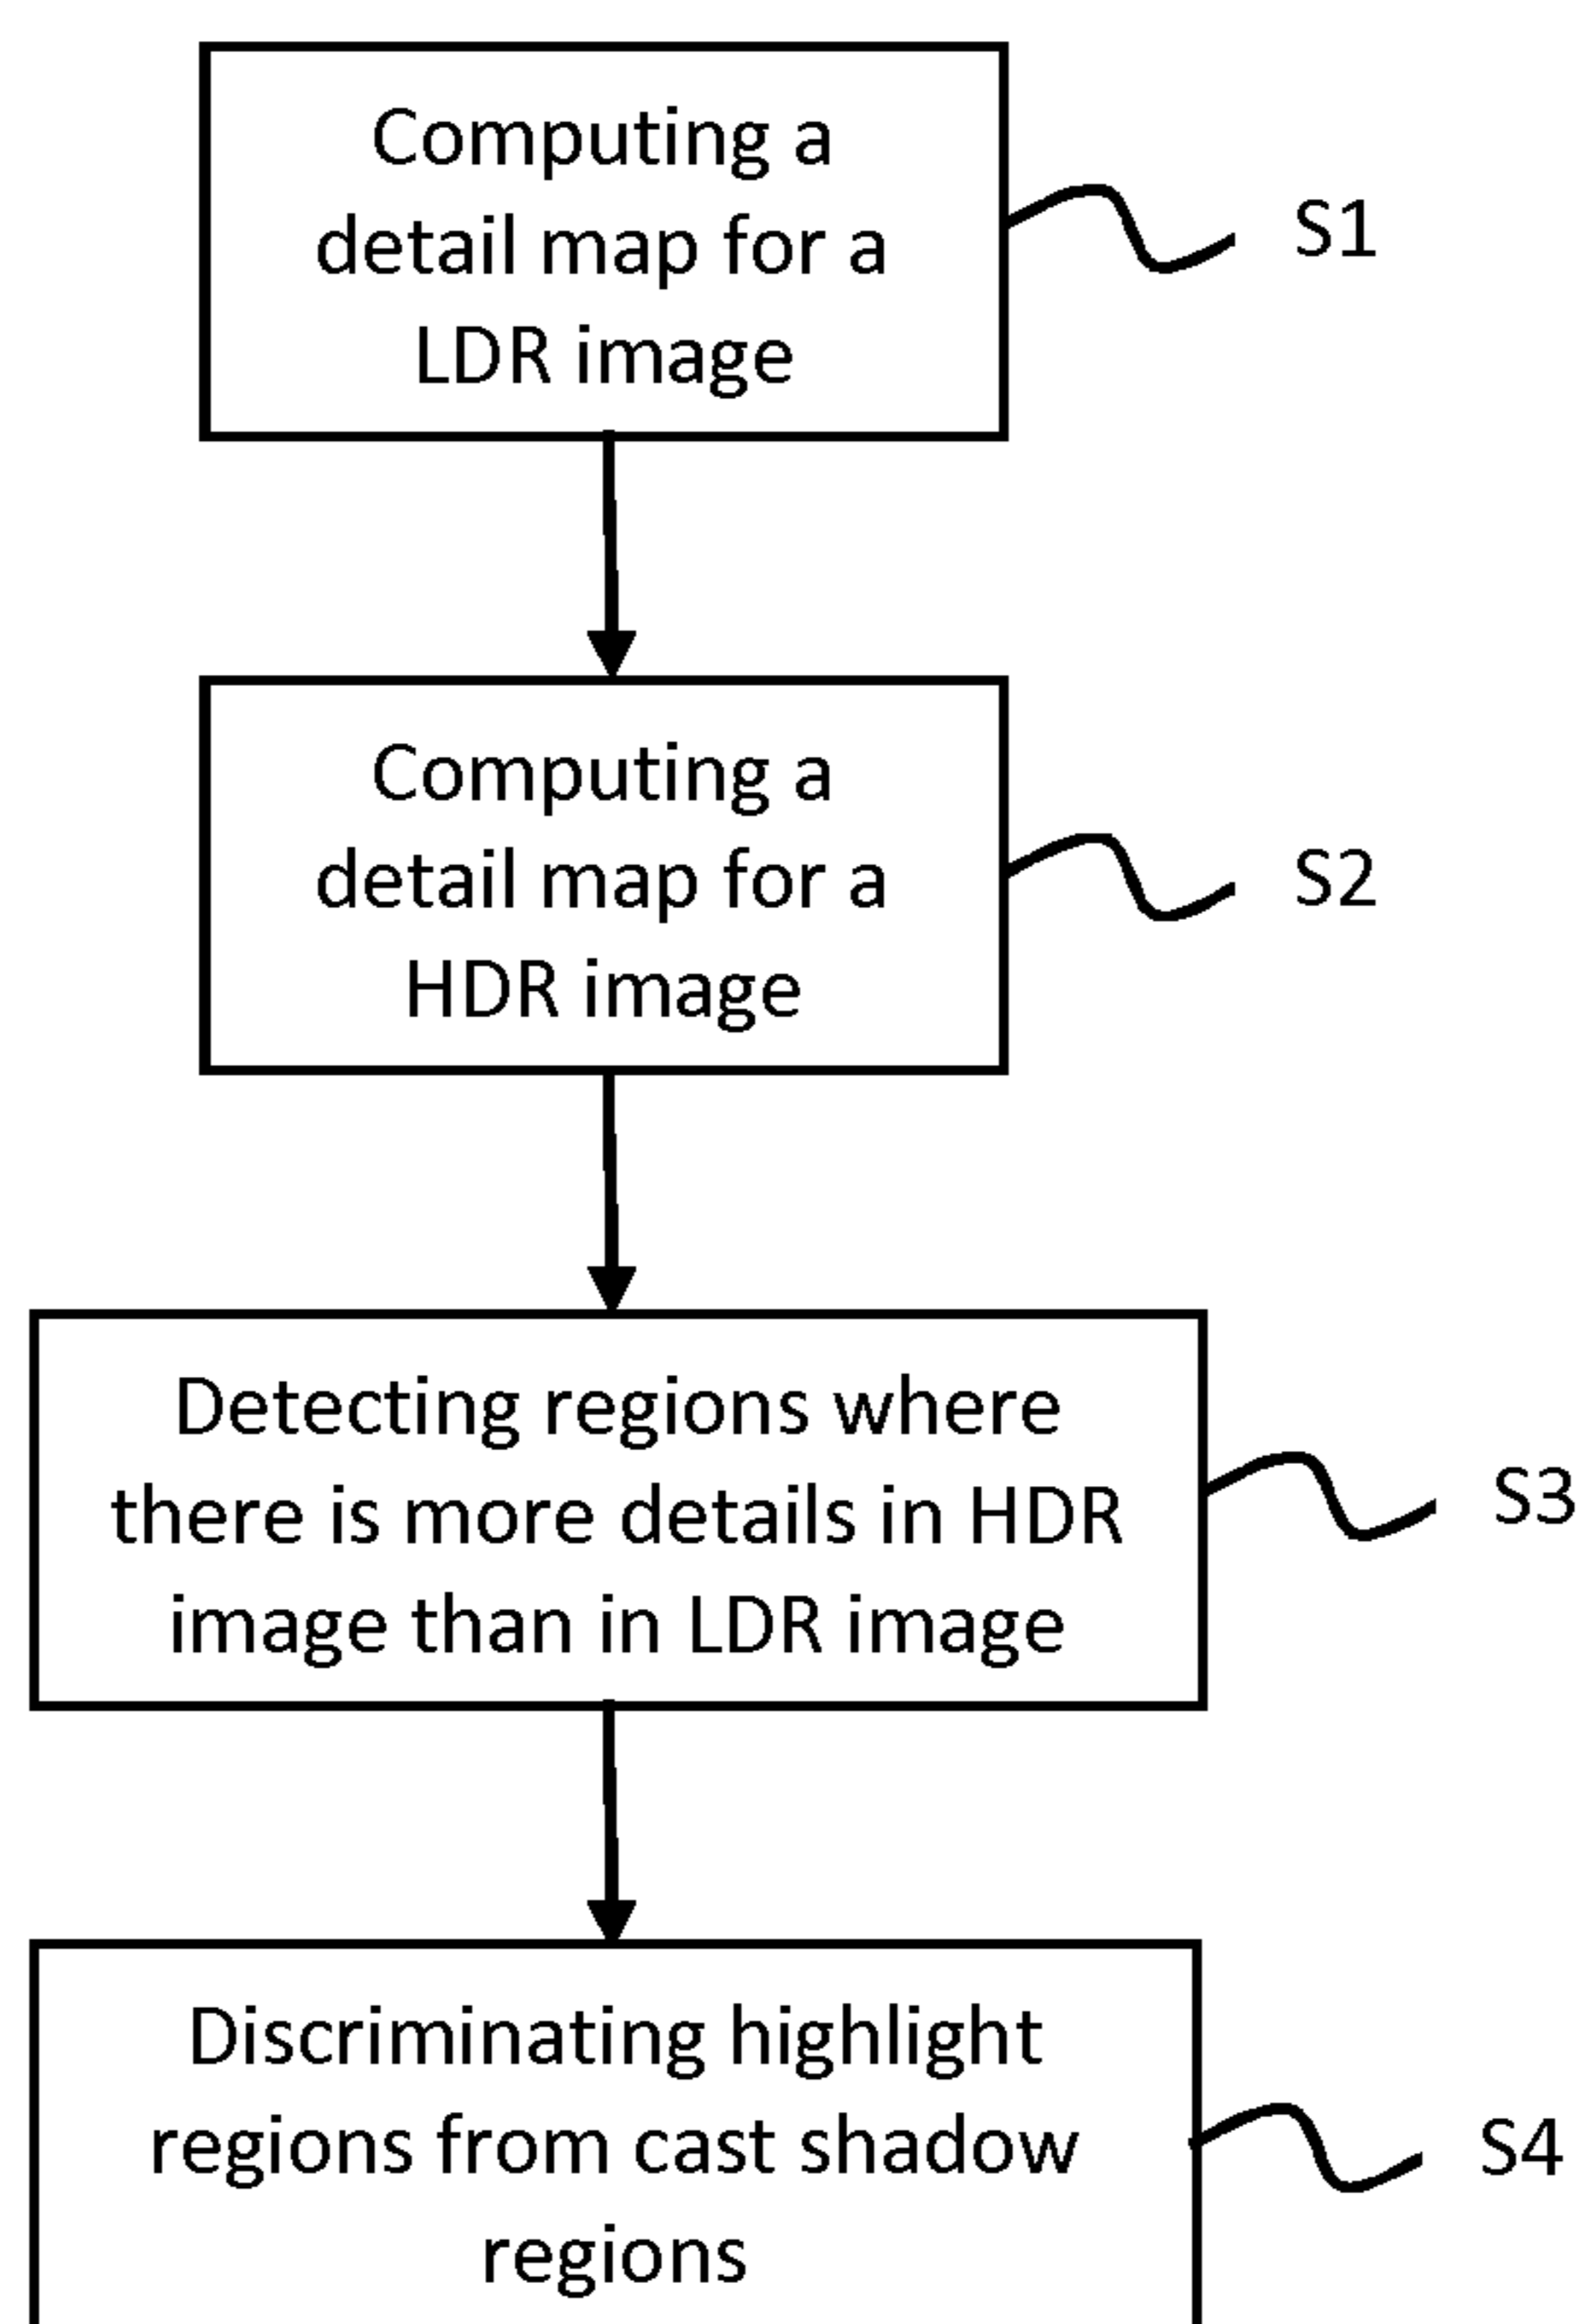 Computing a
detail map for a
LDR image
S1
Computing a
detail map for a
HDR image
S2
Detecting regions where
there is more details in HDR
image than in LDR image
S3
Discriminating highlight
regions from cast shadow
regions
S4